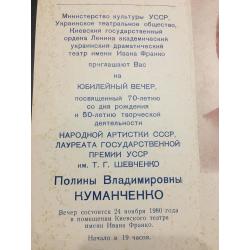 Министерство культуры УССР,
Украинское театральное общество,
Киевский государственный
ордена Ленина академический
украинский драматический
театр имени Ивана Франко
приглашают Вас
на
ЮБИЛЕЙНЫЙ ВЕЧЕР,
посвященный 70-летию
со дня рождения
и 50-летию творческой
деятельности
НАРОДНОЙ АРТИСТКИ СССР,
ЛАУРЕАТА ГОСУДАРСТВЕННОЙ
ПРЕМИИ УССР
им. Т. Г. ШЕВЧЕНКО
Полины Владимировны
КУМАНЧЕНКО
Вечер состоится 24 ноября 1980 года
в помещении Киевского театра
имени Ивана Франко.
Начало в 19 часов.